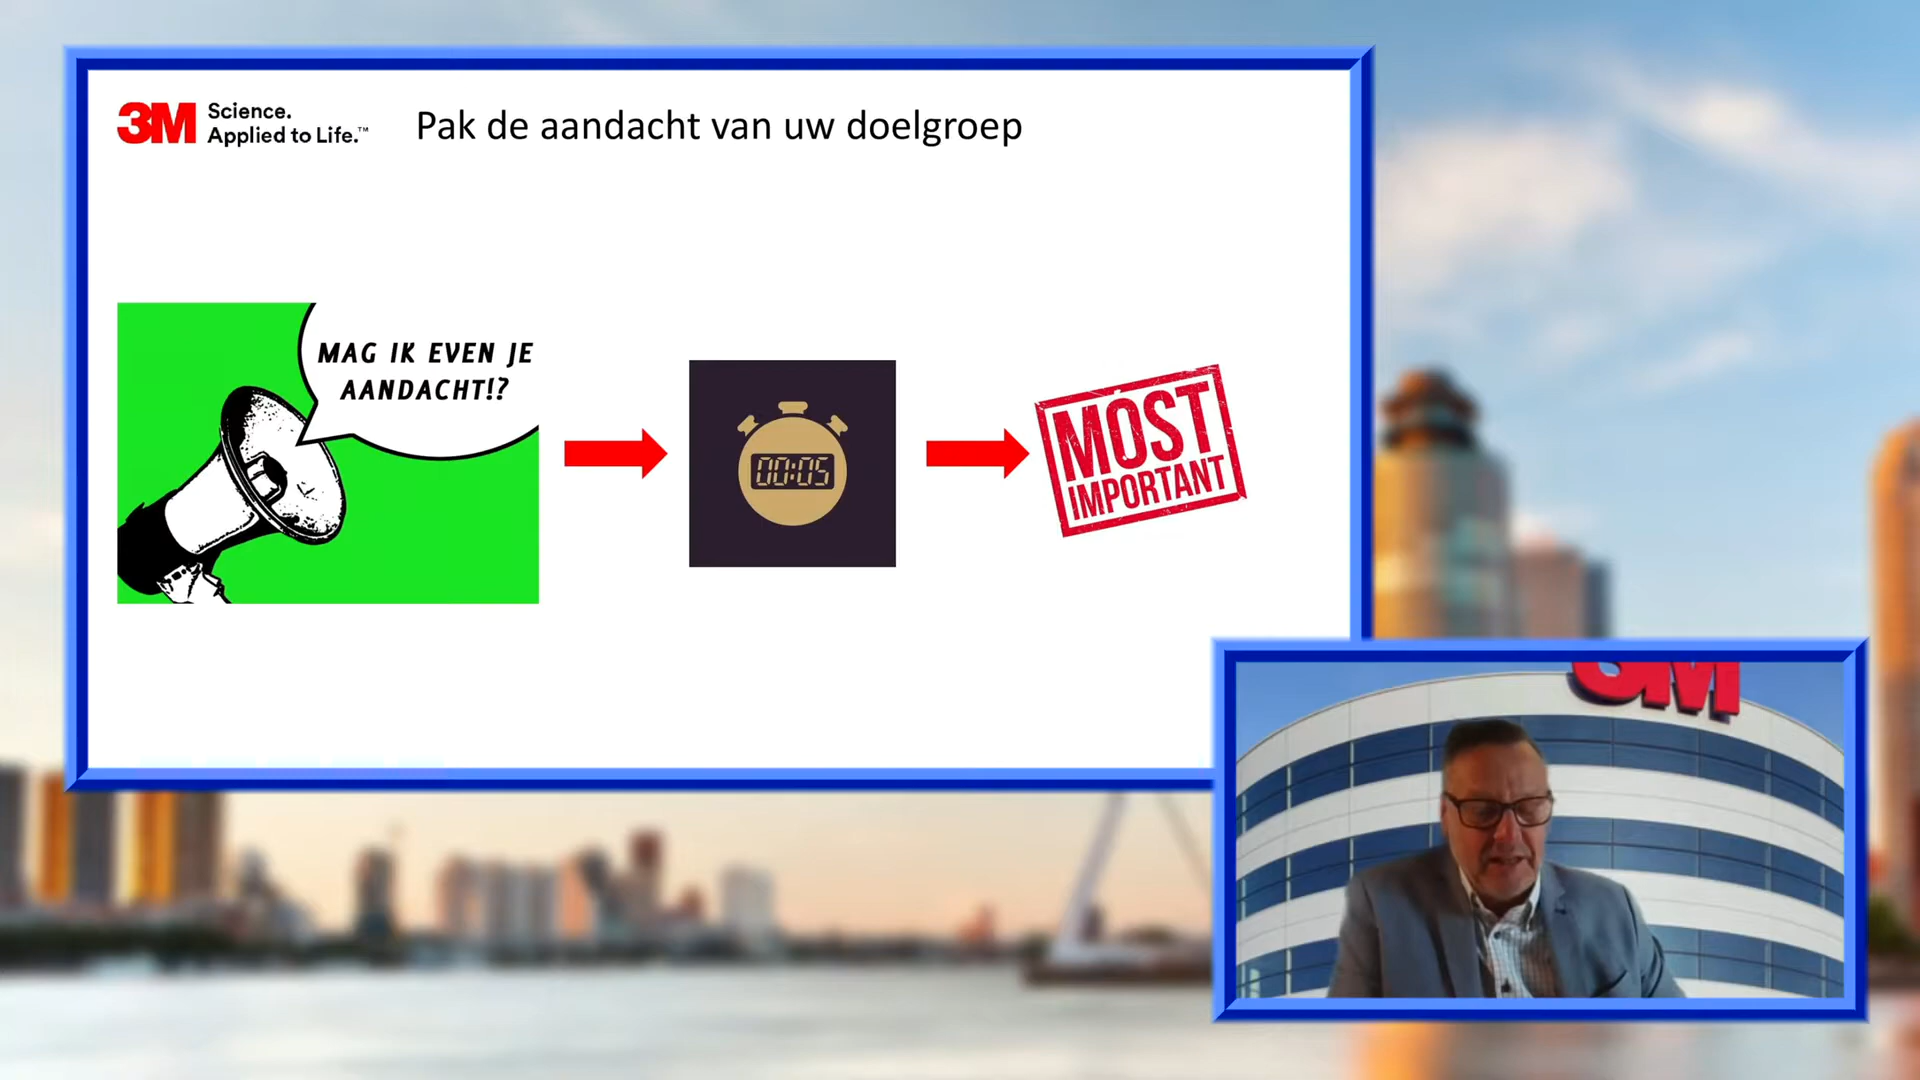 3M Science.
Applied to Life.™
Pak de aandacht van uw doelgroep
MAG IK EVEN JE
AANDACHT!?
00:05
MOST
IMPORTANT
3M